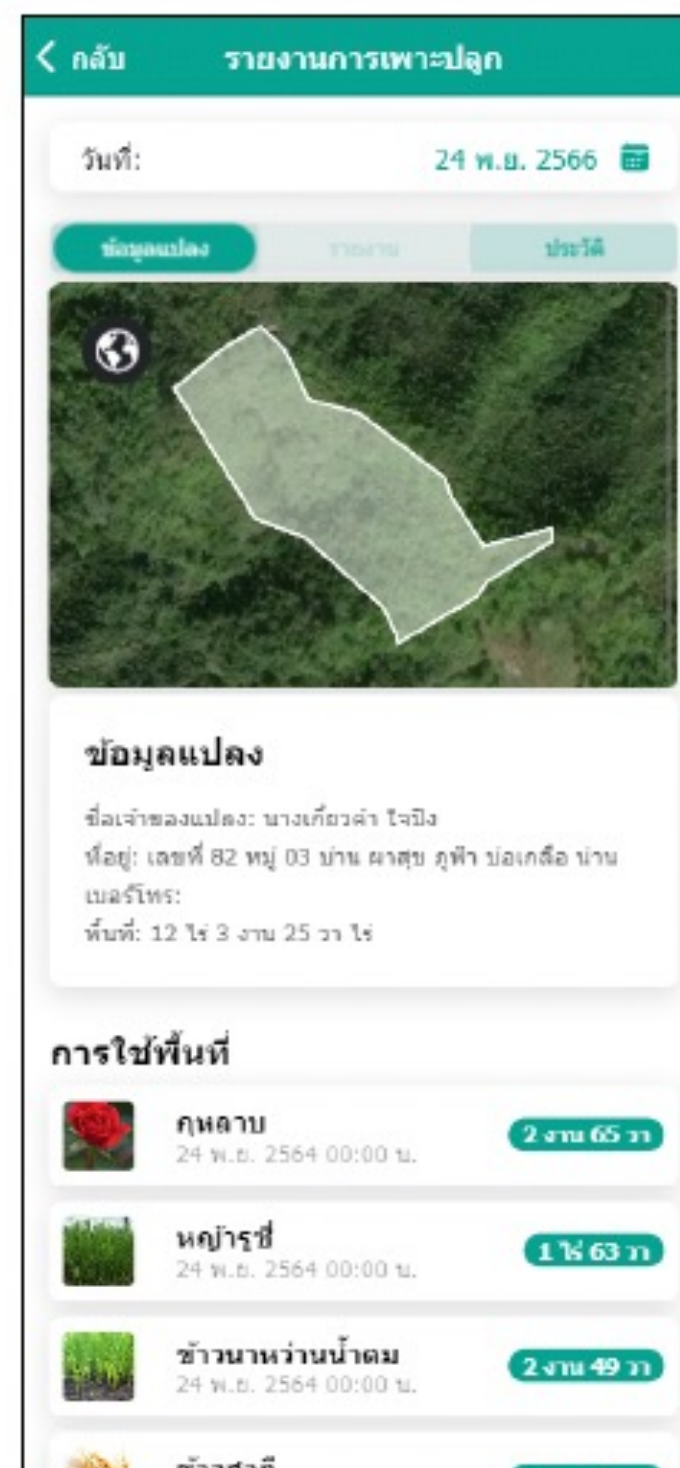 กลับ รายงานการเพาะปลูก
วันที่: 24 พ.ย. 2566
ข้อมูลแปลง รายงาน ประวัติ
ข้อมูลแปลง
ชื่อเจ้าของแปลง: นางเกี๋ยวคำ ใจปิง
ที่อยู่: เลขที่ 82 หมู่ 03 บ้าน ผาสุข ภูฟ้า บ่อเกลือ น่าน
เบอร์โทร:
พื้นที่: 12 ไร่ 3 งาน 25 วา ไร่
การใช้พื้นที่
กุหลาบ 2 งาน 65 วา
24 พ.ย. 2564 00:00 น.
หญ้ารูซี่ 1 ไร่ 63 วา
24 พ.ย. 2564 00:00 น.
ข้าวนาหว่านน้ำตม 2 งาน 49 วา
24 พ.ย. 2564 00:00 น.